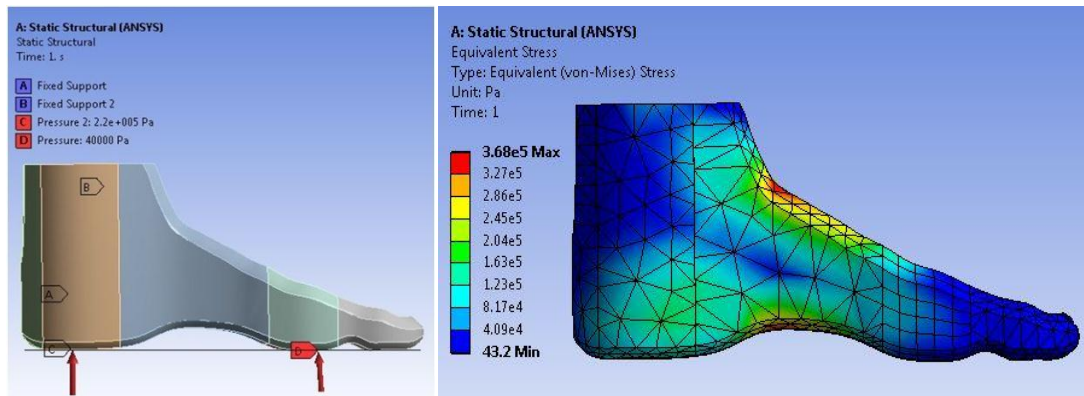 A: Static Structural (ANSYS)
Static Structural
Time: 1. s
A Fixed Support
B Fixed Support 2
C Pressure 2: 2.2e+005 Pa
D Pressure: 40000 Pa
B
A
C
D
A: Static Structural (ANSYS)
Equivalent Stress
Type: Equivalent (von-Mises) Stress
Unit: Pa
Time: 1
3.68e5 Max
3.27e5
2.86e5
2.45e5
2.04e5
1.63e5
1.23e5
8.17e4
4.09e4
43.2 Min